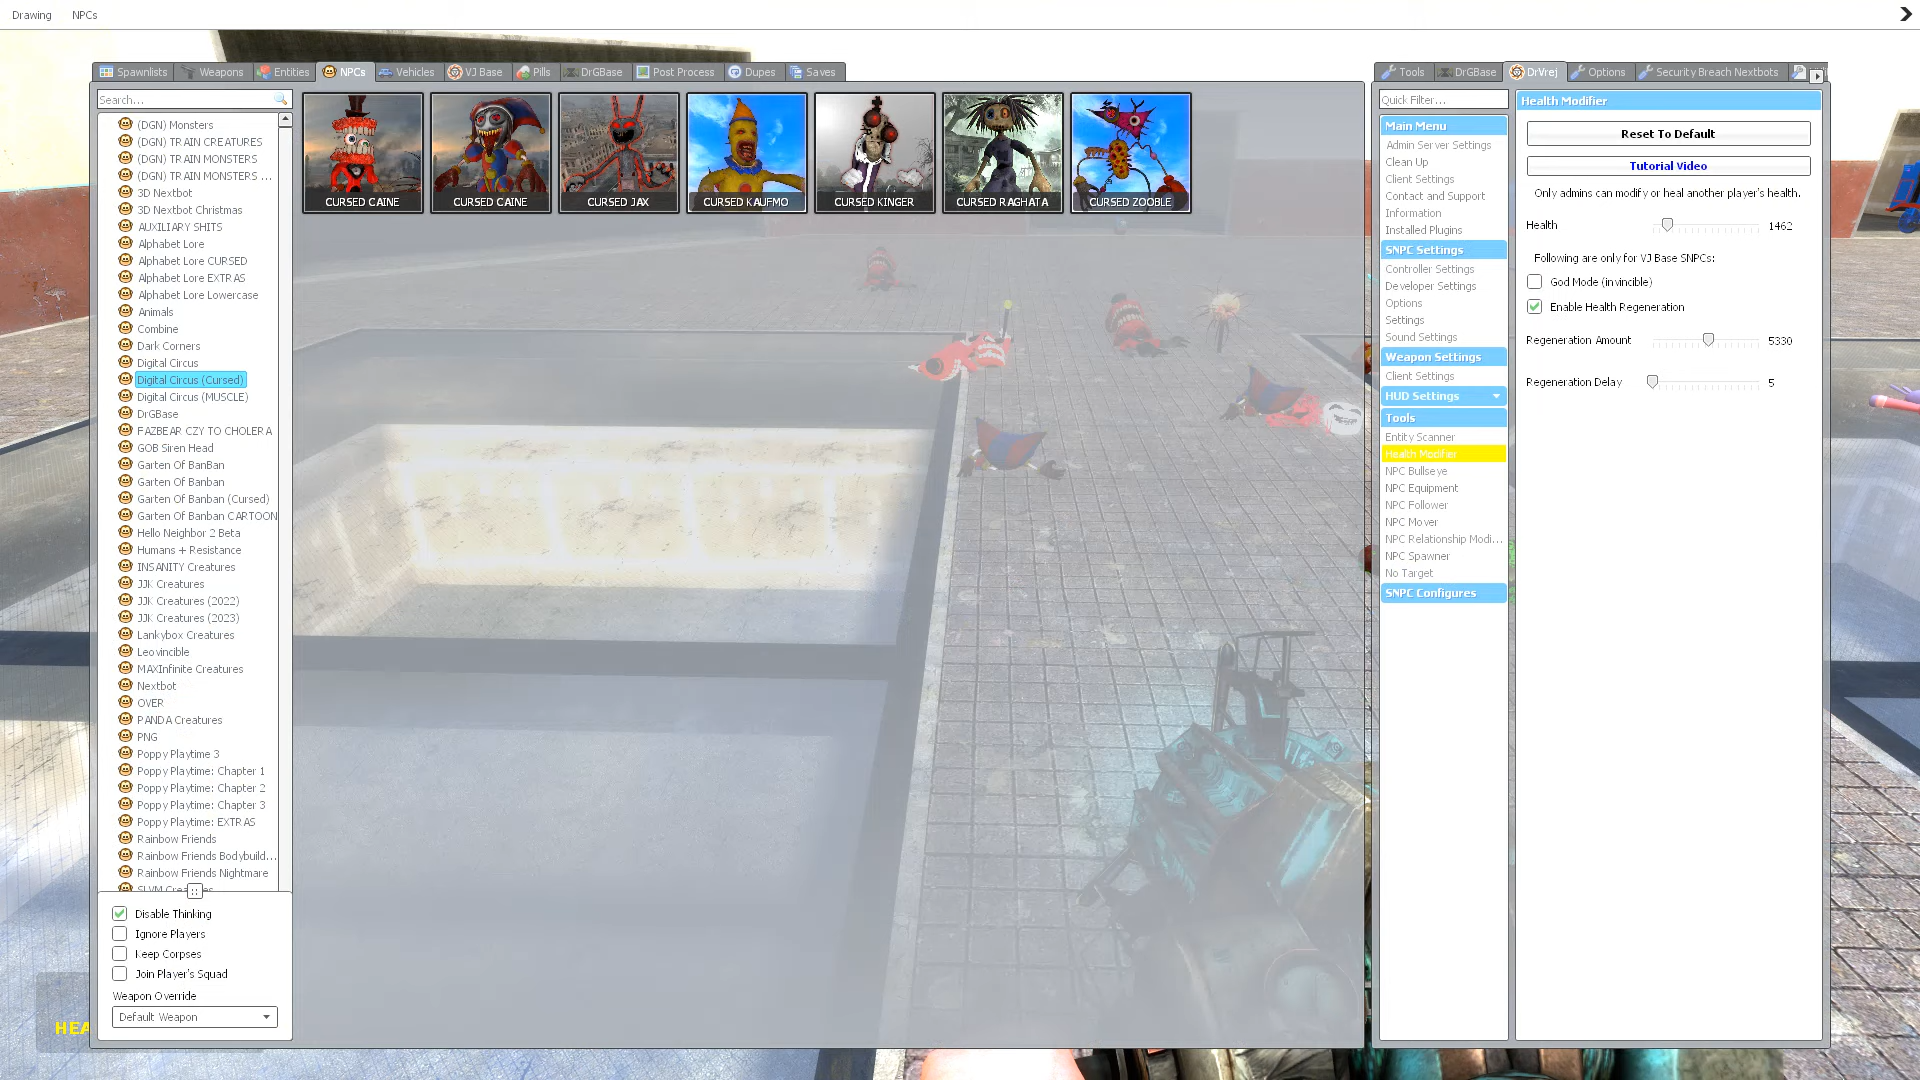 Drawing NPCs
Spawnlists Weapons Entities NPCs Vehicles VJ Base Pills DrGBase Post Process Dupes Saves
Search...
(DGN) Monsters
(DGN) TRAIN CREATURES
(DGN) TRAIN MONSTERS
(DGN) TRAIN MONSTERS ...
3D Nextbot
3D Nextbot Christmas
AUXILIARY SHITS
Alphabet Lore
Alphabet Lore CURSED
Alphabet Lore EXTRAS
Alphabet Lore Lowercase
Animals
Combine
Dark Corners
Digital Circus
Digital Circus (Cursed)
Digital Circus (MUSCLE)
DrGBase
FAZBEAR CZY TO CHOLERA
GOB Siren Head
Garten Of BanBan
Garten Of Banban
Garten Of Banban (Cursed)
Garten Of Banban CARTOON
Hello Neighbor 2 Beta
Humans + Resistance
INSANITY Creatures
JJK Creatures
JJK Creatures (2022)
JJK Creatures (2023)
Lankybox Creatures
Leovincible
MAXInfinite Creatures
Nextbot
OVER
PANDA Creatures
PNG
Poppy Playtime 3
Poppy Playtime: Chapter 1
Poppy Playtime: Chapter 2
Poppy Playtime: Chapter 3
Poppy Playtime: EXTRAS
Rainbow Friends
Rainbow Friends Bodybuild...
Rainbow Friends Nightmare
Disable Thinking
Ignore Players
Keep Corpses
Join Player's Squad
Weapon Override
Default Weapon
HEA
CURSED CAINE
CURSED CAINE
CURSED JAX
CURSED KAUFMO
CURSED KINGER
CURSED RAGHATA
CURSED ZOOBLE
Tools DrGBase DrVrej Options Security Breach Nextbots
Quick Filter...
Main Menu
Admin Server Settings
Clean Up
Client Settings
Contact and Support
Information
Installed Plugins
SNPC Settings
Controller Settings
Developer Settings
Options
Settings
Sound Settings
Weapon Settings
Client Settings
HUD Settings
Tools
Entity Scanner
Health Modifier
NPC Bullseye
NPC Equipment
NPC Follower
NPC Mover
NPC Relationship Modi...
NPC Spawner
No Target
SNPC Configures
Health Modifier
Reset To Default
Tutorial Video
Only admins can modify or heal another player's health.
Health 1462
Following are only for VJ Base SNPCs:
God Mode (invincible)
Enable Health Regeneration
Regeneration Amount 5330
Regeneration Delay 5